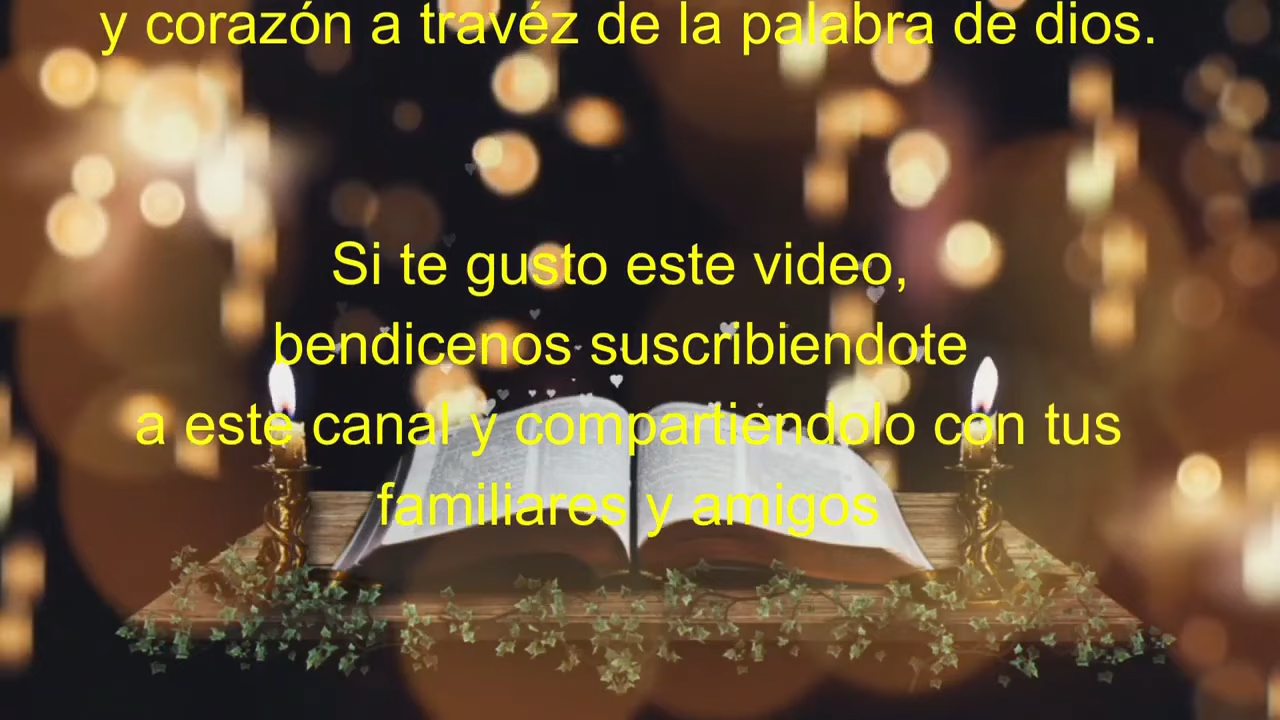 y corazón a travéz de la palabra de dios.
Si te gusto este video,
bendicenos suscribiendote
a este canal y compartiendolo con tus
familiares y amigos